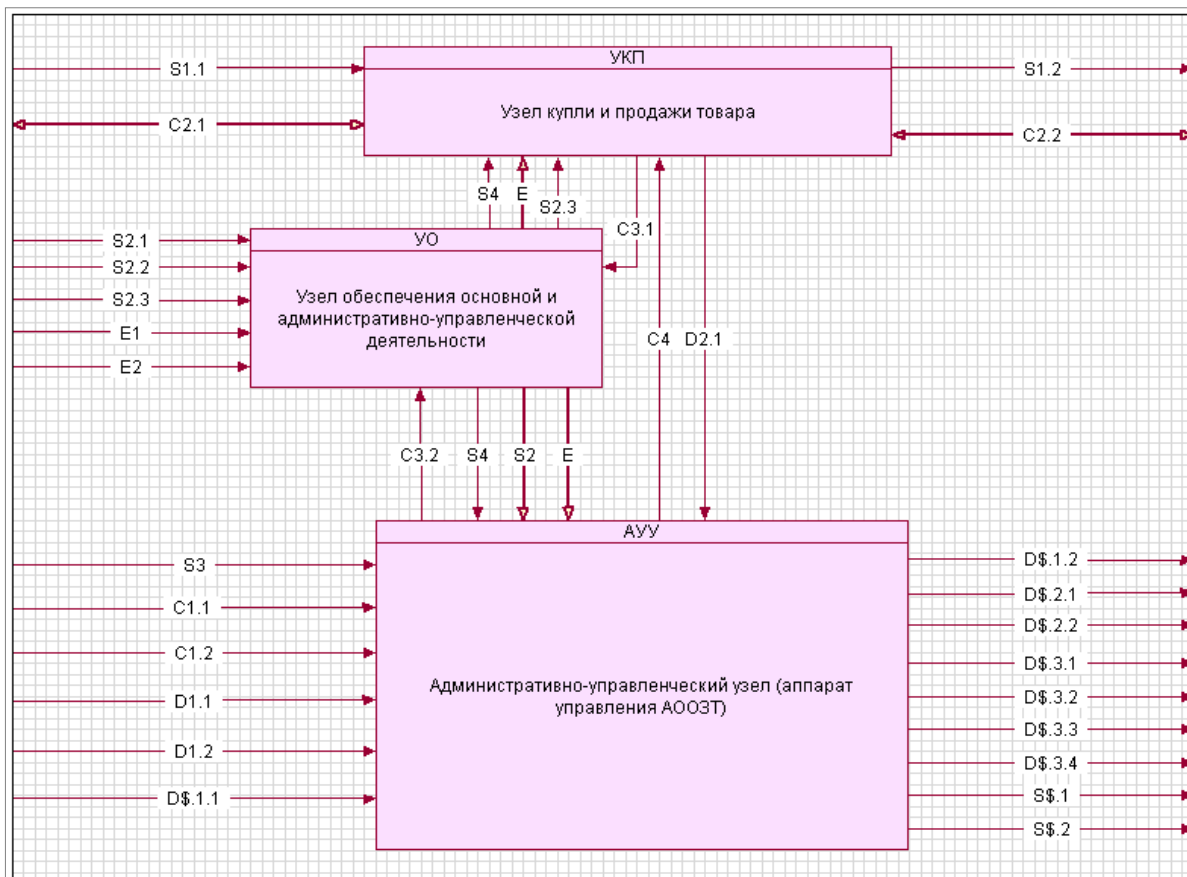 УКП
S1.1
S1.2
Узел купли и продажи товара
C2.1
C2.2
S4
E
S2.3
C3.1
УО
S2.1
S2.2
S2.3
E1
E2
Узел обеспечения основной и
административно-управленческой
деятельности
C4
D2.1
C3.2
S4
S2
E
АУУ
S3
C1.1
C1.2
D1.1
D1.2
D$.1.1
Административно-управленческий узел (аппарат
управления АООЗТ)
D$.1.2
D$.2.1
D$.2.2
D$.3.1
D$.3.2
D$.3.3
D$.3.4
S$.1
S$.2